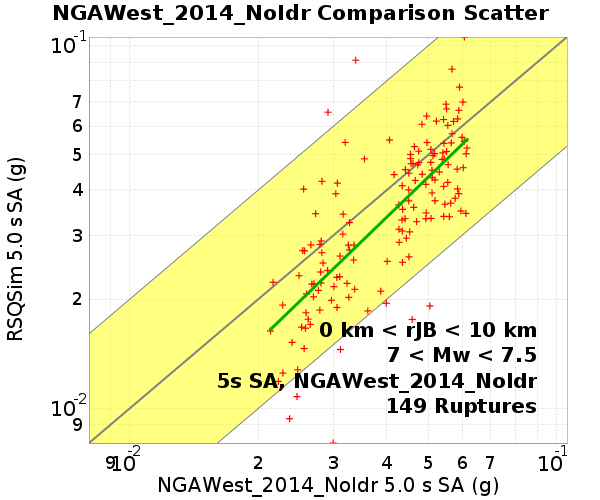 NGAWest_2014_NoIdr Comparison Scatter
10-1
7
6
5
4
3
2
10-2
9
RSQSim 5.0 s SA (g)
0 km < rJB < 10 km
7 < Mw < 7.5
5s SA, NGAWest_2014_NoIdr
149 Ruptures
9 10-2 2 3 4 5 6 7 10-1
NGAWest_2014_NoIdr 5.0 s SA (g)